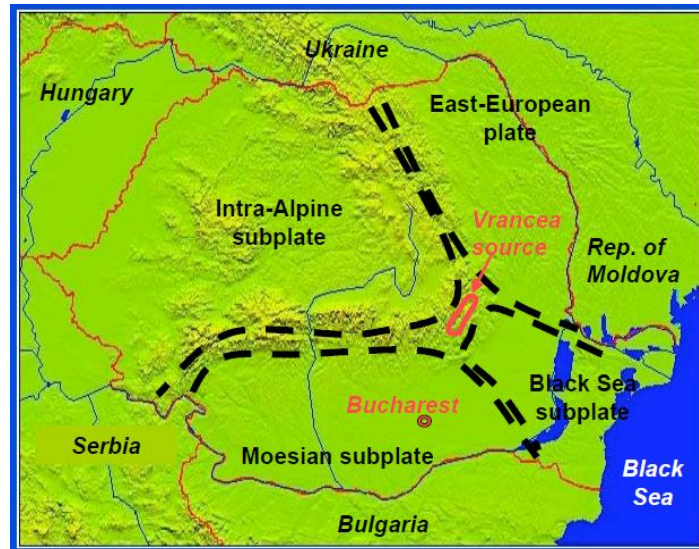 Ukraine
Hungary
East-European
plate
Intra-Alpine
subplate
Vrancea
source
Rep. of
Moldova
Black Sea
subplate
Bucharest
Serbia
Moesian subplate
Black
Sea
Bulgaria